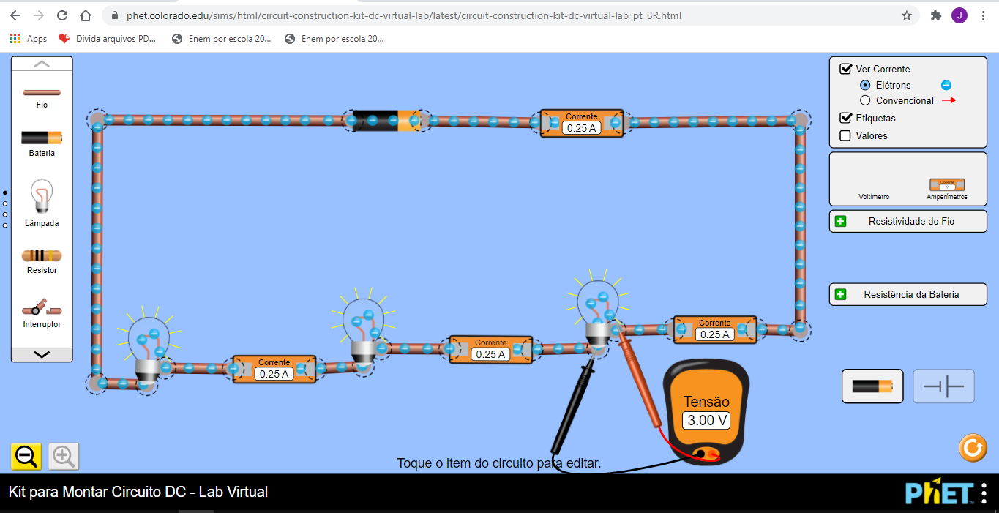 phet.colorado.edu/sims/html/circuit-construction-kit-dc-virtual-lab/latest/circuit-construction-kit-dc-virtual-lab_pt_BR.html
J
Apps
Divida arquivos PD...
Enem por escola 20...
Enem por escola 20...
Fio
Bateria
Lâmpada
Resistor
Interruptor
Corrente
0.25 A
Corrente
0.25 A
Corrente
0.25 A
Corrente
0.25 A
Tensão
3.00 V
Toque o item do circuito para editar.
Ver Corrente
Elétrons
Convencional
Etiquetas
Valores
Corrente
?
Voltímetro
Amperímetros
Resistividade do Fio
Resistência da Bateria
Kit para Montar Circuito DC - Lab Virtual
PhET